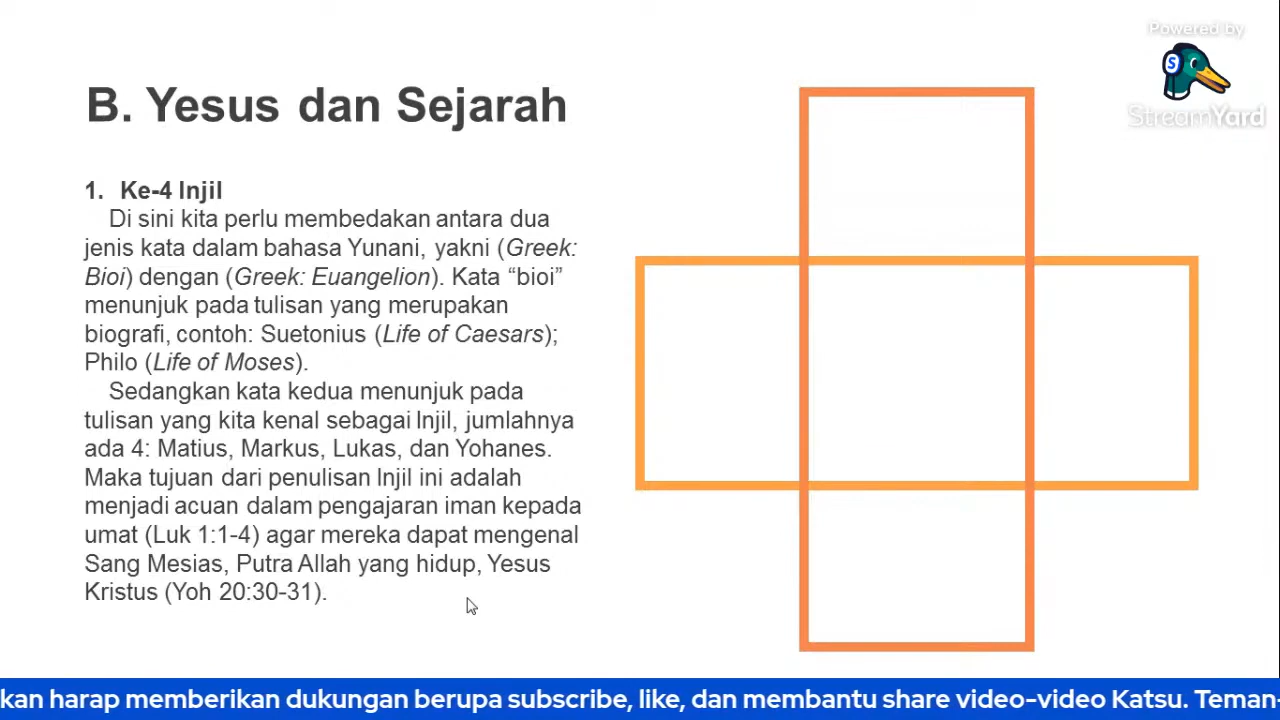 Powered by
StreamYard
B. Yesus dan Sejarah
1. Ke-4 Injil
Di sini kita perlu membedakan antara dua
jenis kata dalam bahasa Yunani, yakni (Greek:
Bioi) dengan (Greek: Euangelion). Kata “bioi”
menunjuk pada tulisan yang merupakan
biografi, contoh: Suetonius (Life of Caesars);
Philo (Life of Moses).
Sedangkan kata kedua menunjuk pada
tulisan yang kita kenal sebagai Injil, jumlahnya
ada 4: Matius, Markus, Lukas, dan Yohanes.
Maka tujuan dari penulisan Injil ini adalah
menjadi acuan dalam pengajaran iman kepada
umat (Luk 1:1-4) agar mereka dapat mengenal
Sang Mesias, Putra Allah yang hidup, Yesus
Kristus (Yoh 20:30-31).
kan harap memberikan dukungan berupa subscribe, like, dan membantu share video-video Katsu. Teman-